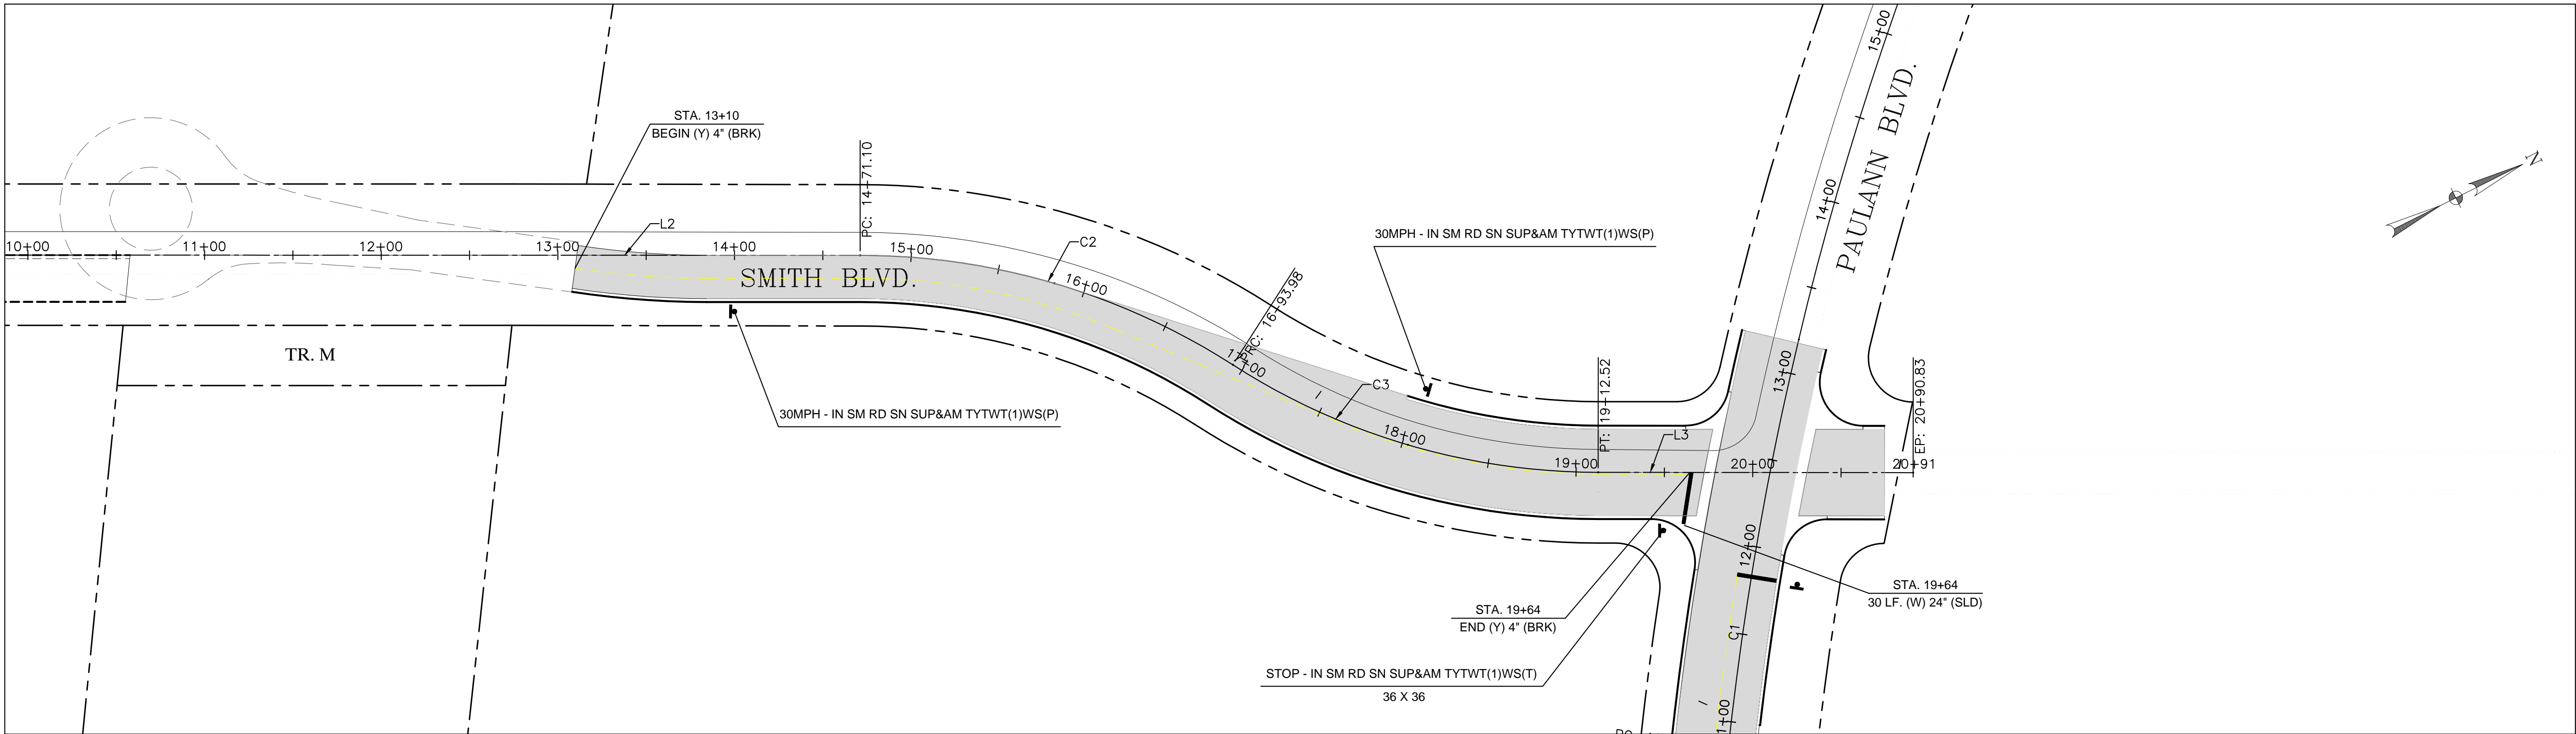 STA. 13+10
BEGIN (Y) 4" (BRK)
PC: 14+71.10
L2
10+00
11+00
12+00
13+00
14+00
15+00
SMITH BLVD.
C2
16+00
PRC: 16+93.98
17+00
30MPH - IN SM RD SN SUP&AM TYTWT(1)WS(P)
C3
18+00
19+00
PT: 19+12.52
L3
20+00
20+91
EP: 20+90.83
15+00
PAULANN BLVD.
14+00
13+00
12+00
C1
N
TR. M
30MPH - IN SM RD SN SUP&AM TYTWT(1)WS(P)
STA. 19+64
30 LF. (W) 24" (SLD)
STA. 19+64
END (Y) 4" (BRK)
STOP - IN SM RD SN SUP&AM TYTWT(1)WS(T)
36 X 36